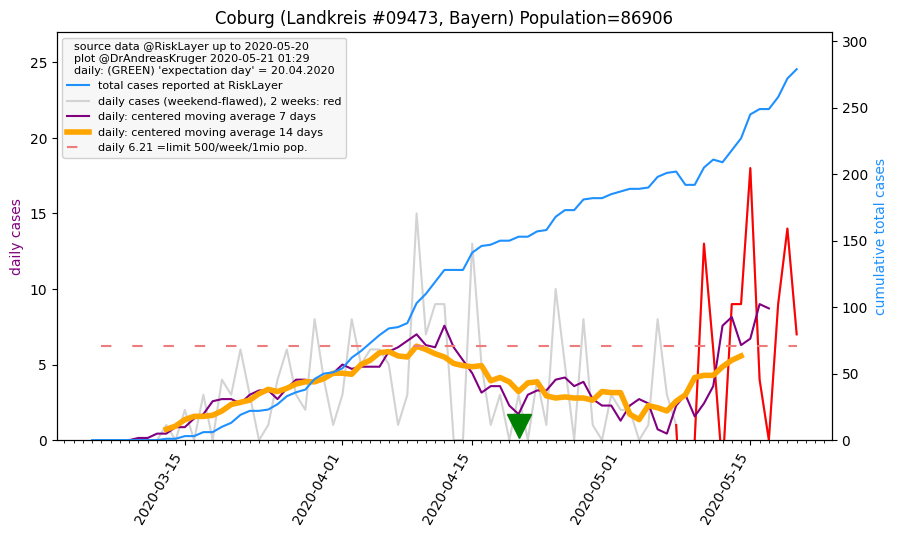 Coburg (Landkreis #09473, Bayern) Population=86906
source data @RiskLayer up to 2020-05-20
plot @DrAndreasKruger 2020-05-21 01:29
daily: (GREEN) 'expectation day' = 20.04.2020
total cases reported at RiskLayer
daily cases (weekend-flawed), 2 weeks: red
daily: centered moving average 7 days
daily: centered moving average 14 days
daily 6.21 =limit 500/week/1mio pop.
daily cases
25
20
15
10
5
0
cumulative total cases
300
250
200
150
100
50
0
2020-03-15
2020-04-01
2020-04-15
2020-05-01
2020-05-15